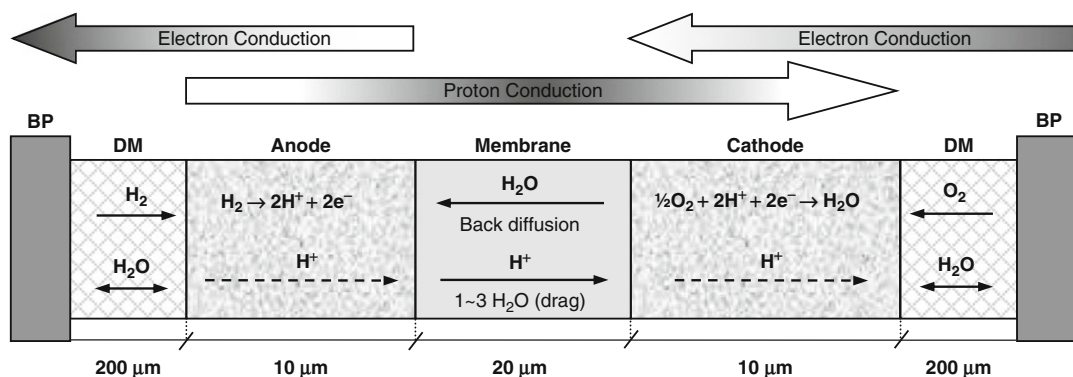 Electron Conduction
Electron Conduction
Proton Conduction
BP
BP
DM
Anode
Membrane
Cathode
DM
H₂
H₂ → 2H⁺ + 2e⁻
H₂O
Back diffusion
½O₂ + 2H⁺ + 2e⁻ → H₂O
O₂
H₂O
H⁺
H⁺
1~3 H₂O (drag)
H⁺
H₂O
200 μm
10 μm
20 μm
10 μm
200 μm